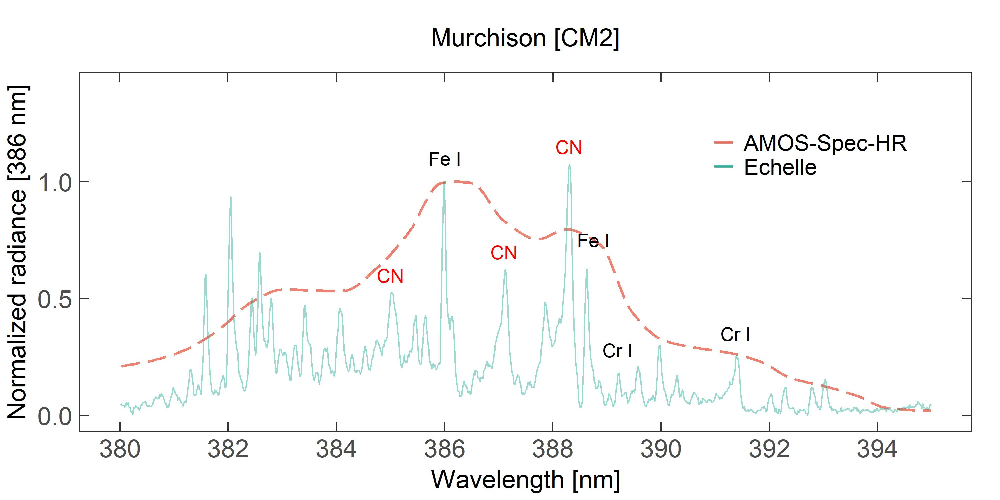 Murchison [CM2]
Normalized radiance [386 nm]
1.0
0.5
0.0
AMOS-Spec-HR
Echelle
CN
Fe I
Fe I
CN
CN
Cr I
Cr I
380 382 384 386 388 390 392 394
Wavelength [nm]